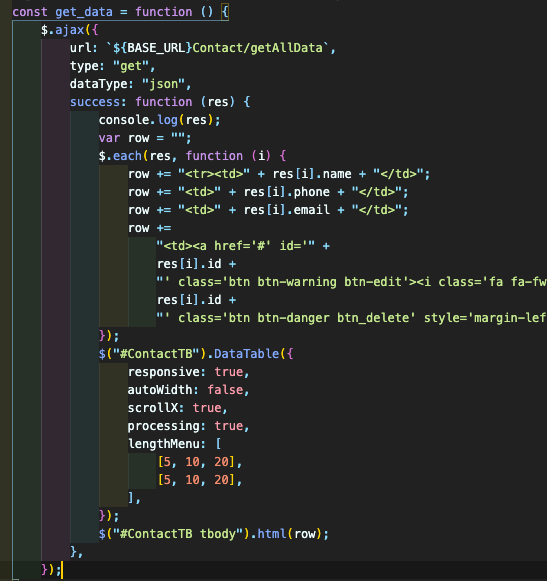 const get_data = function () {
    $.ajax({
        url: `${BASE_URL}Contact/getAllData`,
        type: "get",
        dataType: "json",
        success: function (res) {
            console.log(res);
            var row = "";
            $.each(res, function (i) {
                row += "<tr><td>" + res[i].name + "</td>";
                row += "<td>" + res[i].phone + "</td>";
                row += "<td>" + res[i].email + "</td>";
                row +=
                    "<td><a href='#' id='" +
                    res[i].id +
                    "' class='btn btn-warning btn-edit'><i class='fa fa-fw
                    res[i].id +
                    "' class='btn btn-danger btn_delete' style='margin-lef
            });
            $("#ContactTB").DataTable({
                responsive: true,
                autoWidth: false,
                scrollX: true,
                processing: true,
                lengthMenu: [
                    [5, 10, 20],
                    [5, 10, 20],
                ],
            });
            $("#ContactTB tbody").html(row);
        },
    });